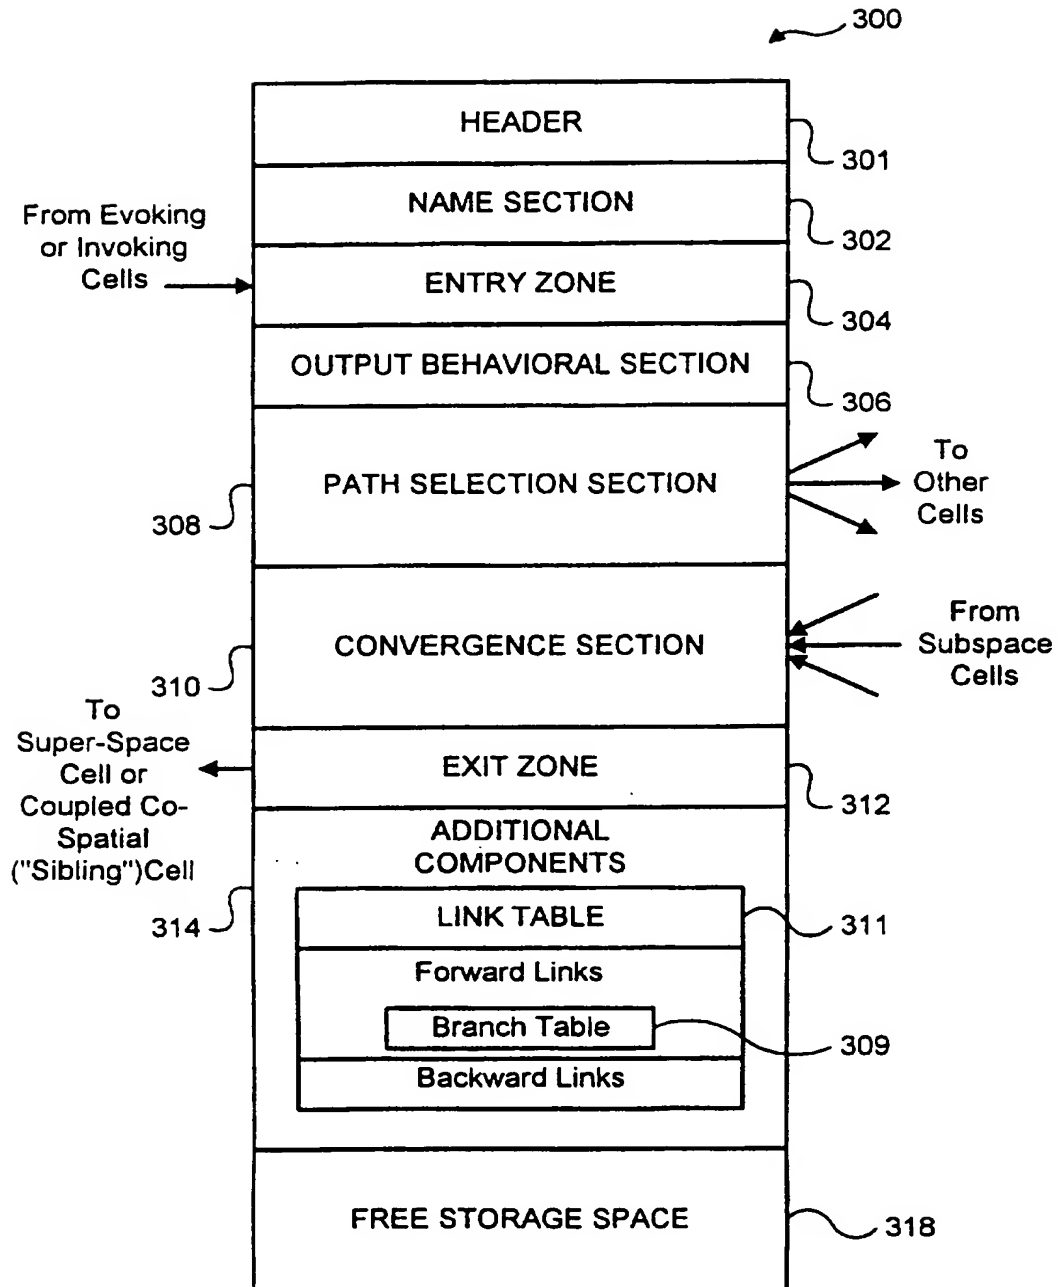 300
HEADER
301
NAME SECTION
302
From Evoking
or Invoking
Cells
ENTRY ZONE
304
OUTPUT BEHAVIORAL SECTION
306
PATH SELECTION SECTION
308
To
Other
Cells
CONVERGENCE SECTION
310
From
Subspace
Cells
To
Super-Space
Cell or
Coupled Co-
Spatial
("Sibling")Cell
EXIT ZONE
312
ADDITIONAL
COMPONENTS
314
LINK TABLE
311
Forward Links
Branch Table
309
Backward Links
FREE STORAGE SPACE
318